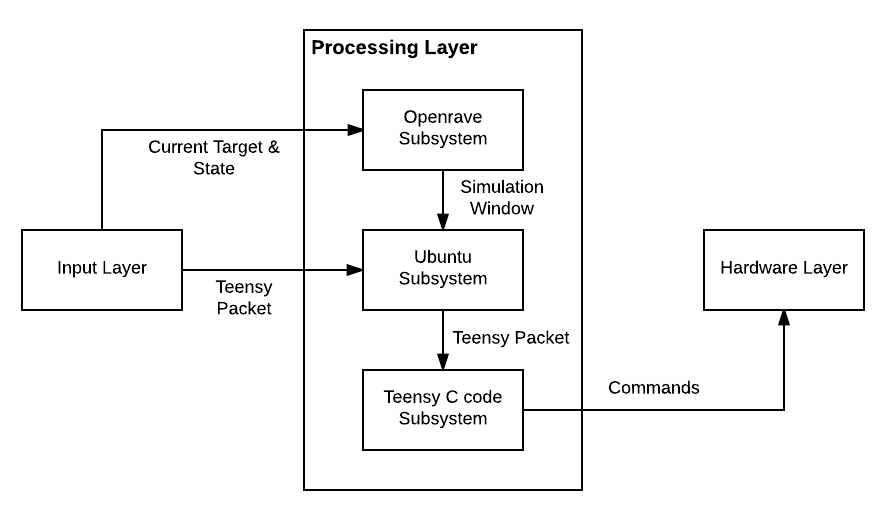 Processing Layer
Openrave
Subsystem
Current Target &
State
Simulation
Window
Input Layer
Ubuntu
Subsystem
Hardware Layer
Teensy
Packet
Teensy Packet
Teensy C code
Subsystem
Commands